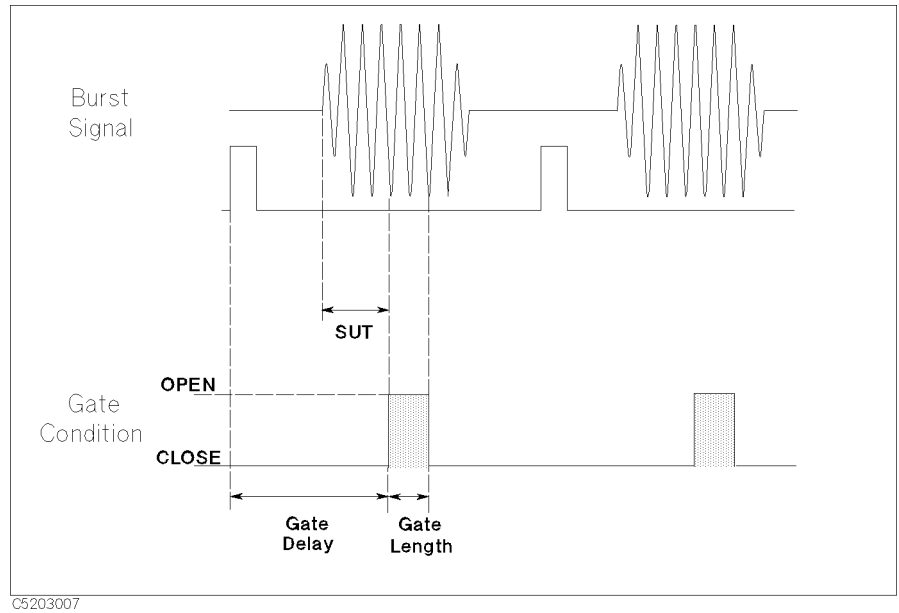 Burst
Signal
SUT
OPEN
Gate
Condition
CLOSE
Gate
Delay
Gate
Length
C5203007